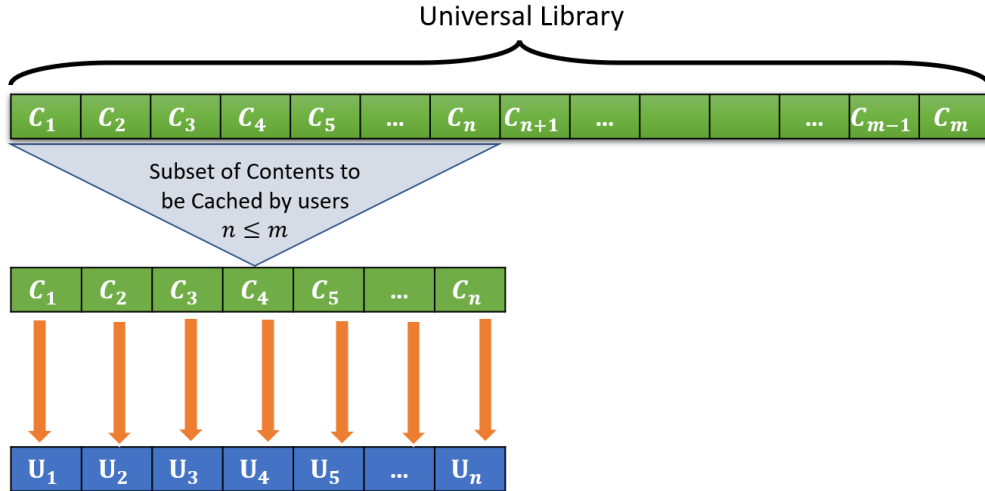 Universal Library
C₁ C₂ C₃ C₄ C₅ ... Cₙ Cₙ₊₁ ... ... Cₘ₋₁ Cₘ
Subset of Contents to
be Cached by users
n ≤ m
C₁ C₂ C₃ C₄ C₅ ... Cₙ
U₁ U₂ U₃ U₄ U₅ ... Uₙ